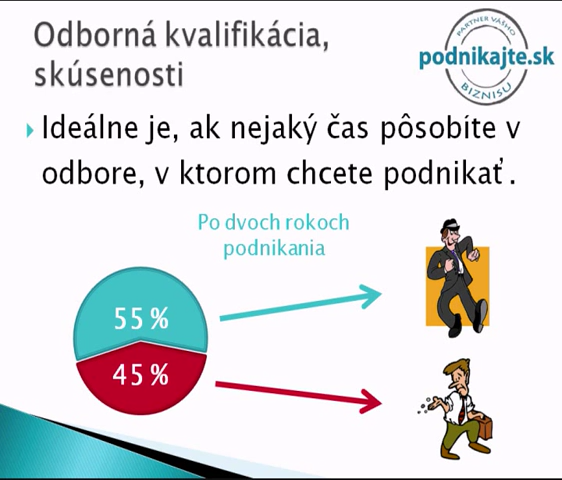 Odborná kvalifikácia,
skúsenosti
PARTNER VÁŠHO
podnikajte.sk
BIZNISU
Ideálne je, ak nejaký čas pôsobíte v
odbore, v ktorom chcete podnikať.
Po dvoch rokoch
podnikania
55%
45%